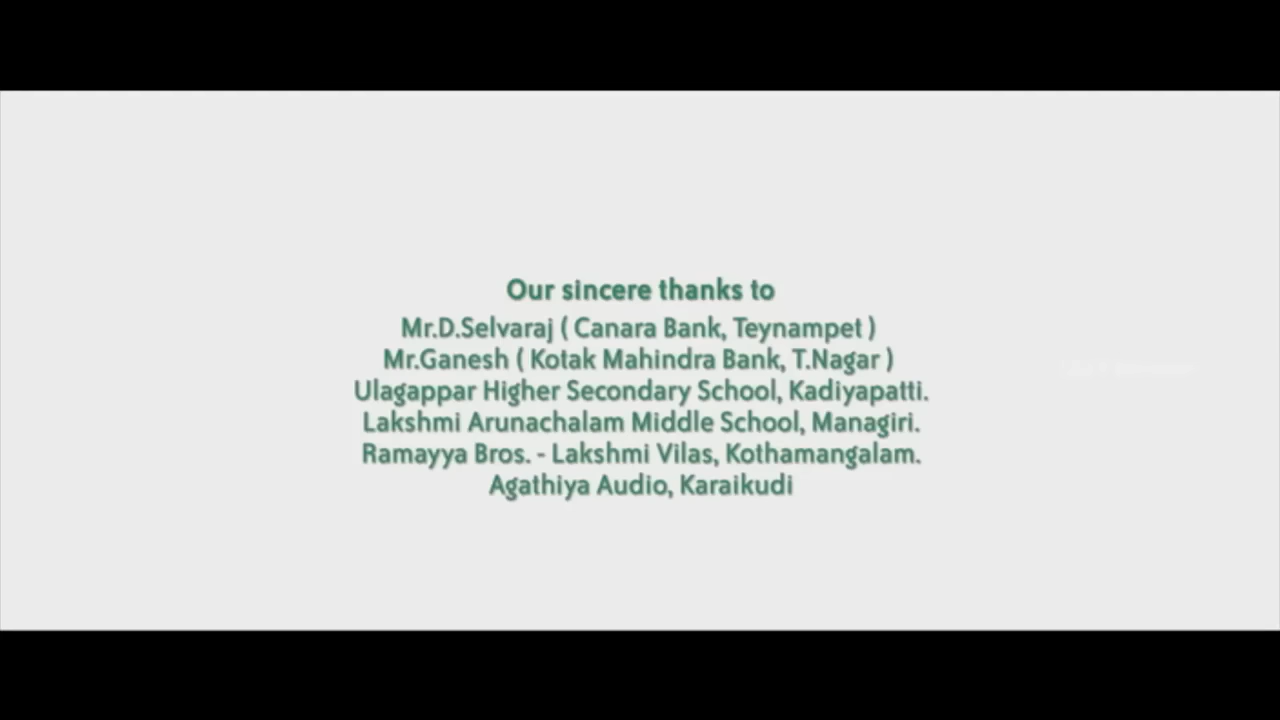 Our sincere thanks to
Mr.D.Selvaraj ( Canara Bank, Teynampet )
Mr.Ganesh ( Kotak Mahindra Bank, T.Nagar )
Ulagappar Higher Secondary School, Kadiyapatti.
Lakshmi Arunachalam Middle School, Managiri.
Ramayya Bros. - Lakshmi Vilas, Kothamangalam.
Agathiya Audio, Karaikudi